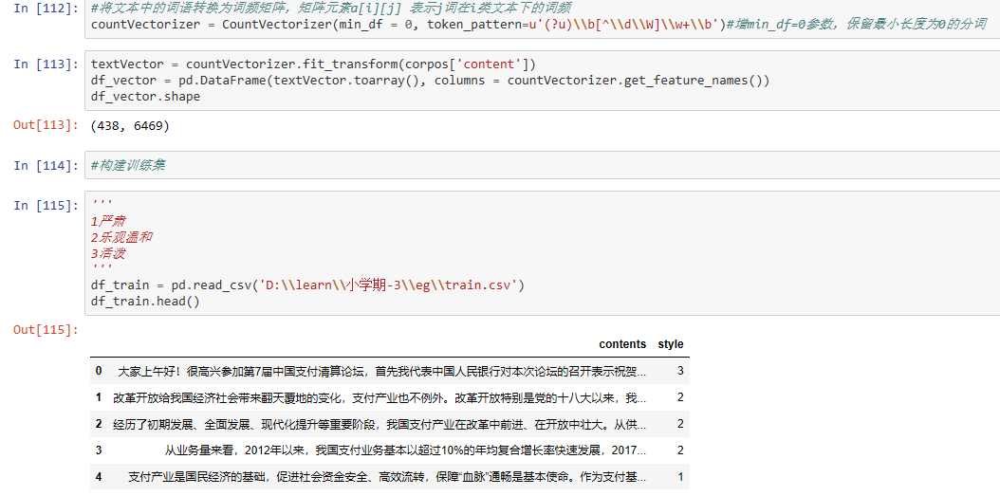 In [112]: #将文本中的词语转换为词频矩阵，矩阵元素a[i][j] 表示j词在i类文本下的词频
countVectorizer = CountVectorizer(min_df = 0, token_pattern=u'(?u)\\b[^\\d\\W]\\w+\\b')#增min_df=0参数，保留最小长度为0的分词
In [113]: textVector = countVectorizer.fit_transform(corpos['content'])
df_vector = pd.DataFrame(textVector.toarray(), columns = countVectorizer.get_feature_names())
df_vector.shape
Out[113]: (438, 6469)
In [114]: #构建训练集
In [115]: '''
1严肃
2乐观温和
3活泼
'''
df_train = pd.read_csv('D:\\learn\\小学期-3\\eg\\train.csv')
df_train.head()
Out[115]:
contents style
0 大家上午好！很高兴参加第7届中国支付清算论坛，首先我代表中国人民银行对本次论坛的召开表示祝贺... 3
1 改革开放给我国经济社会带来翻天覆地的变化，支付产业也不例外。改革开放特别是党的十八大以来，我... 2
2 经历了初期发展、全面发展、现代化提升等重要阶段，我国支付产业在改革中前进、在开放中壮大。从供... 2
3 从业务量来看，2012年以来，我国支付业务基本以超过10%的年均复合增长率快速发展，2017... 2
4 支付产业是国民经济的基础，促进社会资金安全、高效流转，保障“血脉”通畅是基本使命。作为支付基... 1